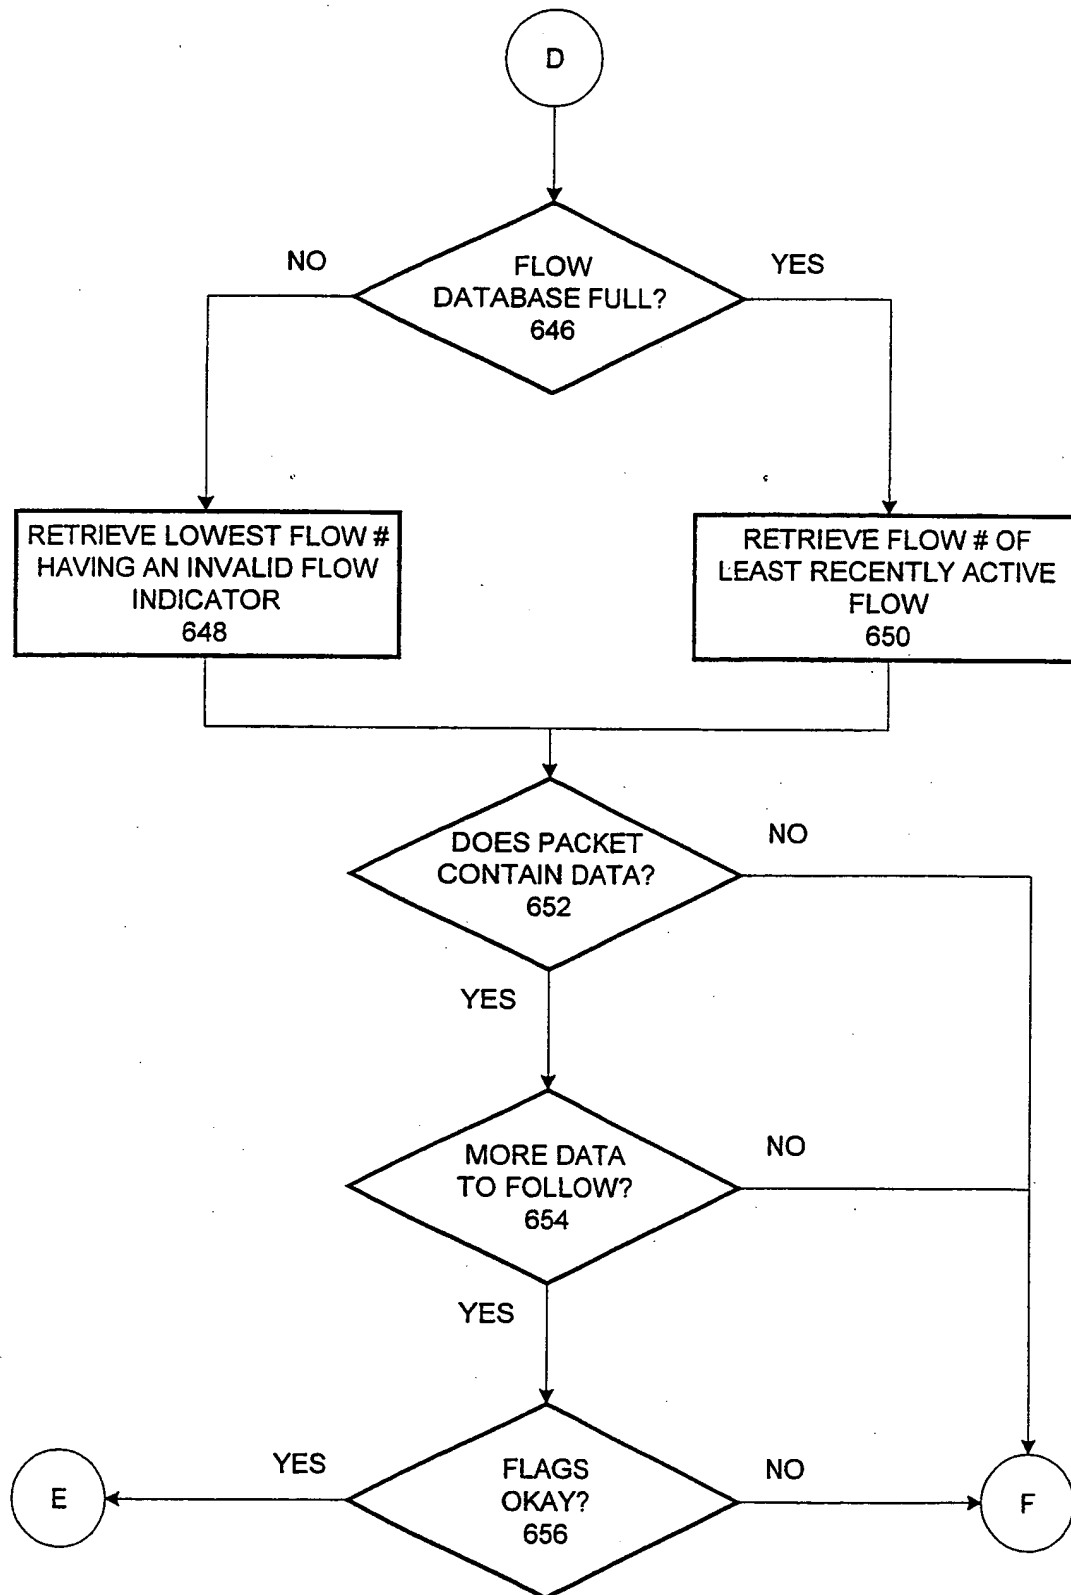 D
FLOW
DATABASE FULL?
646
NO
YES
RETRIEVE LOWEST FLOW #
HAVING AN INVALID FLOW
INDICATOR
648
RETRIEVE FLOW # OF
LEAST RECENTLY ACTIVE
FLOW
650
DOES PACKET
CONTAIN DATA?
652
NO
YES
MORE DATA
TO FOLLOW?
654
NO
YES
FLAGS
OKAY?
656
YES
NO
E
F